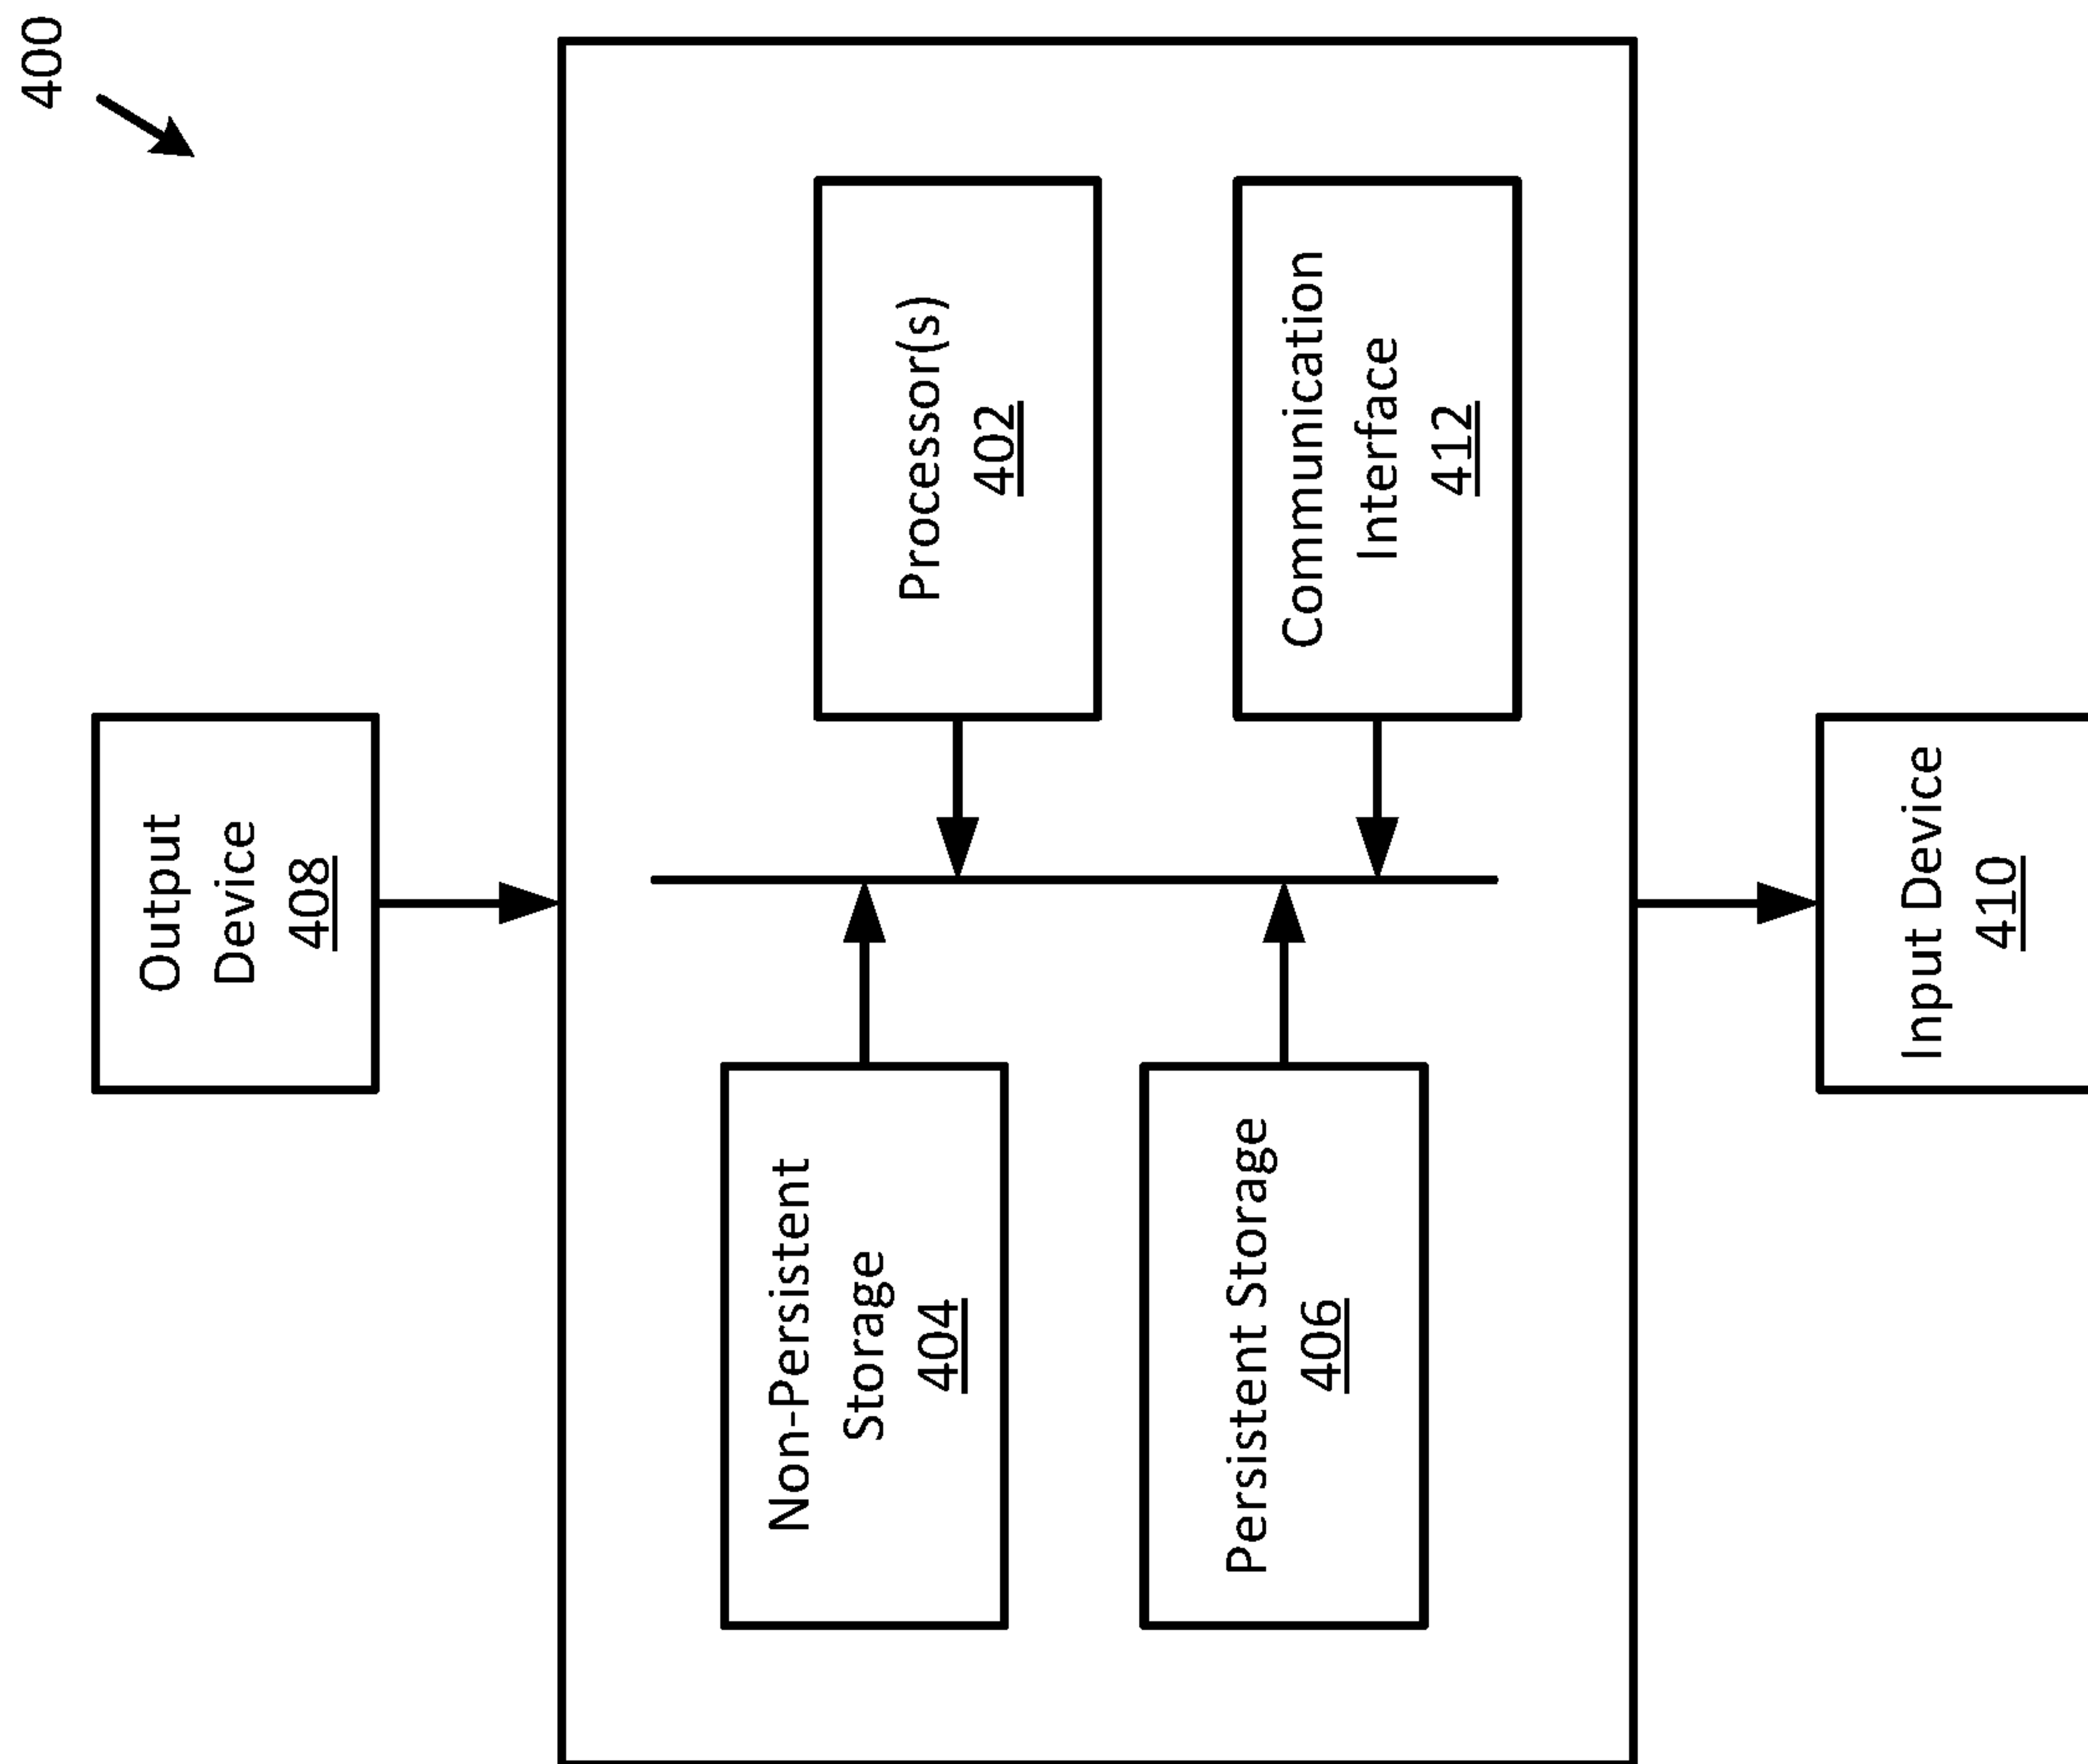 400
Output
Device
408
Processor(s)
402
Communication
Interface
412
Non-Persistent
Storage
404
Persistent Storage
406
Input Device
410